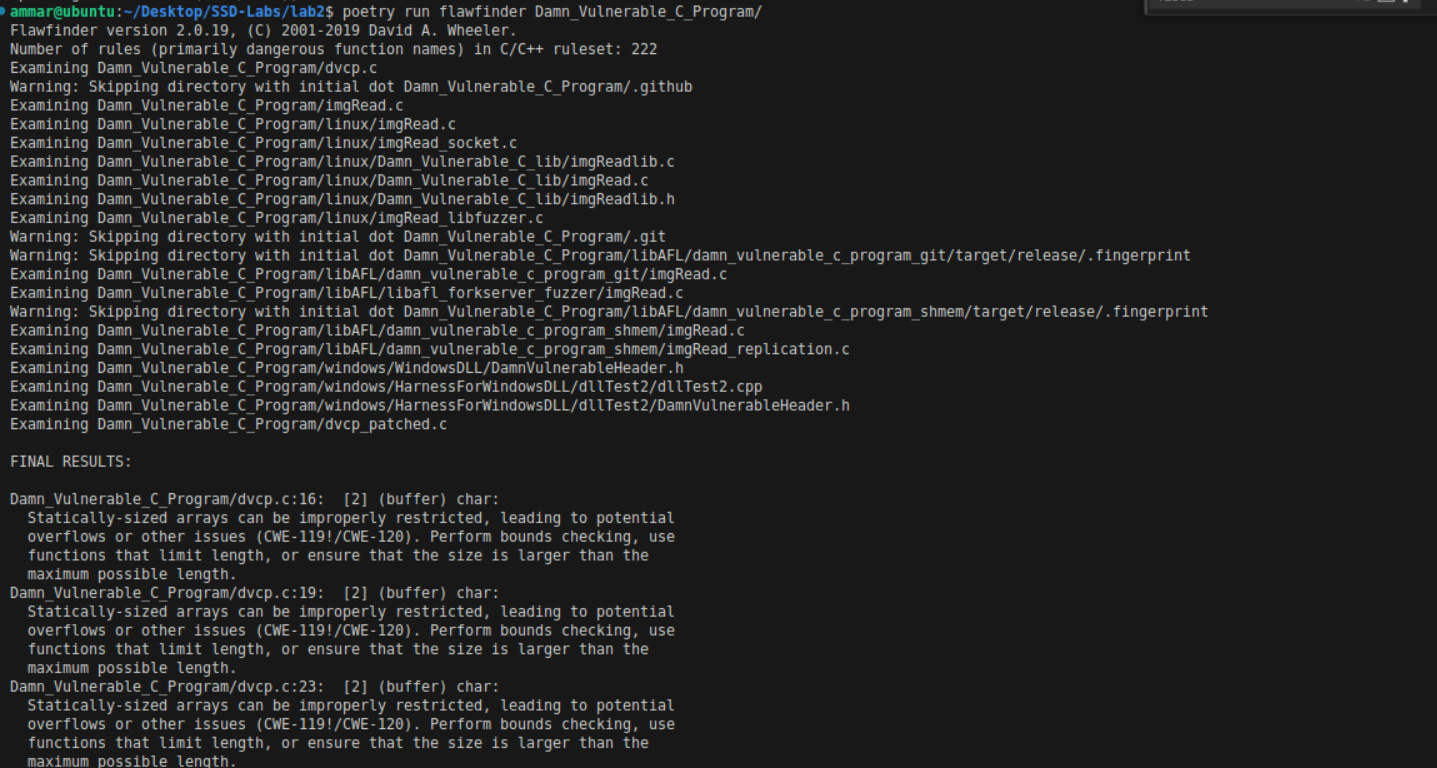 ammar@ubuntu:~/Desktop/SSD-Labs/lab2$ poetry run flawfinder Damn_Vulnerable_C_Program/
Flawfinder version 2.0.19, (C) 2001-2019 David A. Wheeler.
Number of rules (primarily dangerous function names) in C/C++ ruleset: 222
Examining Damn_Vulnerable_C_Program/dvcp.c
Warning: Skipping directory with initial dot Damn_Vulnerable_C_Program/.github
Examining Damn_Vulnerable_C_Program/imgRead.c
Examining Damn_Vulnerable_C_Program/linux/imgRead.c
Examining Damn_Vulnerable_C_Program/linux/imgRead_socket.c
Examining Damn_Vulnerable_C_Program/linux/Damn_Vulnerable_C_lib/imgReadlib.c
Examining Damn_Vulnerable_C_Program/linux/Damn_Vulnerable_C_lib/imgRead.c
Examining Damn_Vulnerable_C_Program/linux/Damn_Vulnerable_C_lib/imgReadlib.h
Examining Damn_Vulnerable_C_Program/linux/imgRead_libfuzzer.c
Warning: Skipping directory with initial dot Damn_Vulnerable_C_Program/.git
Warning: Skipping directory with initial dot Damn_Vulnerable_C_Program/libAFL/damn_vulnerable_c_program_git/target/release/.fingerprint
Examining Damn_Vulnerable_C_Program/libAFL/damn_vulnerable_c_program_git/imgRead.c
Examining Damn_Vulnerable_C_Program/libAFL/libafl_forkserver_fuzzer/imgRead.c
Warning: Skipping directory with initial dot Damn_Vulnerable_C_Program/libAFL/damn_vulnerable_c_program_shmem/target/release/.fingerprint
Examining Damn_Vulnerable_C_Program/libAFL/damn_vulnerable_c_program_shmem/imgRead.c
Examining Damn_Vulnerable_C_Program/libAFL/damn_vulnerable_c_program_shmem/imgRead_replication.c
Examining Damn_Vulnerable_C_Program/windows/WindowsDLL/DamnVulnerableHeader.h
Examining Damn_Vulnerable_C_Program/windows/HarnessForWindowsDLL/dllTest2/dllTest2.cpp
Examining Damn_Vulnerable_C_Program/windows/HarnessForWindowsDLL/dllTest2/DamnVulnerableHeader.h
Examining Damn_Vulnerable_C_Program/dvcp_patched.c
FINAL RESULTS:
Damn_Vulnerable_C_Program/dvcp.c:16:  [2] (buffer) char:
Statically-sized arrays can be improperly restricted, leading to potential
overflows or other issues (CWE-119!/CWE-120). Perform bounds checking, use
functions that limit length, or ensure that the size is larger than the
maximum possible length.
Damn_Vulnerable_C_Program/dvcp.c:19:  [2] (buffer) char:
Statically-sized arrays can be improperly restricted, leading to potential
overflows or other issues (CWE-119!/CWE-120). Perform bounds checking, use
functions that limit length, or ensure that the size is larger than the
maximum possible length.
Damn_Vulnerable_C_Program/dvcp.c:23:  [2] (buffer) char:
Statically-sized arrays can be improperly restricted, leading to potential
overflows or other issues (CWE-119!/CWE-120). Perform bounds checking, use
functions that limit length, or ensure that the size is larger than the
maximum possible length.